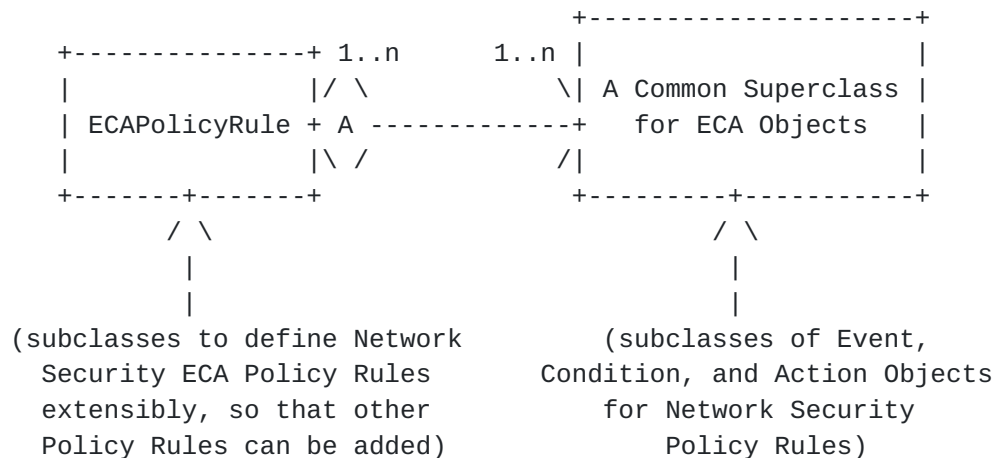 +---------------------+
   +---------------+ 1..n      1..n |                     |
   |               |/ \            \| A Common Superclass |
   | ECAPolicyRule + A -------------+   for ECA Objects   |
   |               |\ /            /|                     |
   +-------+-------+                +---------+-----------+
          / \                                / \
           |                                  |
           |                                  |
(subclasses to define Network         (subclasses of Event,
  Security ECA Policy Rules       Condition, and Action Objects
  extensibly, so that other           for Network Security
  Policy Rules can be added)              Policy Rules)